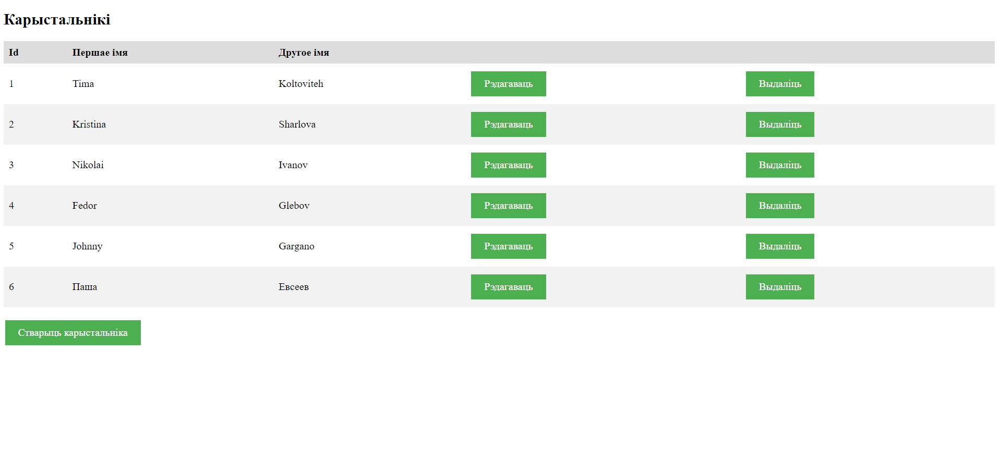 Карыстальнікі
Id Першае імя Другое імя
1 Tima Koltoviteh Рэдагаваць Выдаліць
2 Kristina Sharlova Рэдагаваць Выдаліць
3 Nikolai Ivanov Рэдагаваць Выдаліць
4 Fedor Glebov Рэдагаваць Выдаліць
5 Johnny Gargano Рэдагаваць Выдаліць
6 Паша Евсеев Рэдагаваць Выдаліць
Стварыць карыстальніка